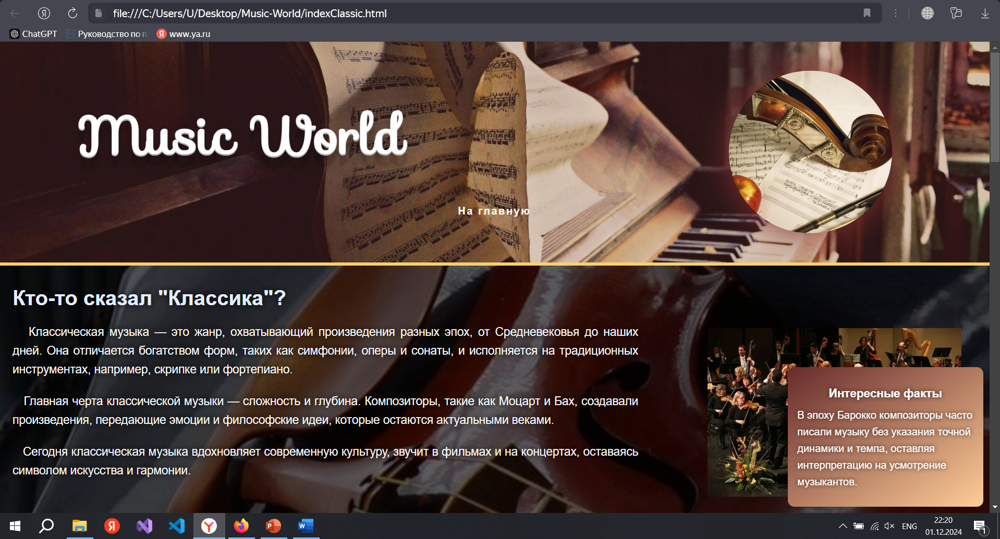 file:///C:/Users/U/Desktop/Music-World/indexClassic.html
ChatGPT
Руководство по п
www.ya.ru
Music World
На главную
Кто-то сказал "Классика"?
Классическая музыка — это жанр, охватывающий произведения разных эпох, от Средневековья до наших
дней. Она отличается богатством форм, таких как симфонии, оперы и сонаты, и исполняется на традиционных
инструментах, например, скрипке или фортепиано.
Главная черта классической музыки — сложность и глубина. Композиторы, такие как Моцарт и Бах, создавали
произведения, передающие эмоции и философские идеи, которые остаются актуальными веками.
Сегодня классическая музыка вдохновляет современную культуру, звучит в фильмах и на концертах, оставаясь
символом искусства и гармонии.
Интересные факты
В эпоху Барокко композиторы часто
писали музыку без указания точной
динамики и темпа, оставляя
интерпретацию на усмотрение
музыкантов.
ENG
22:20
01.12.2024
1